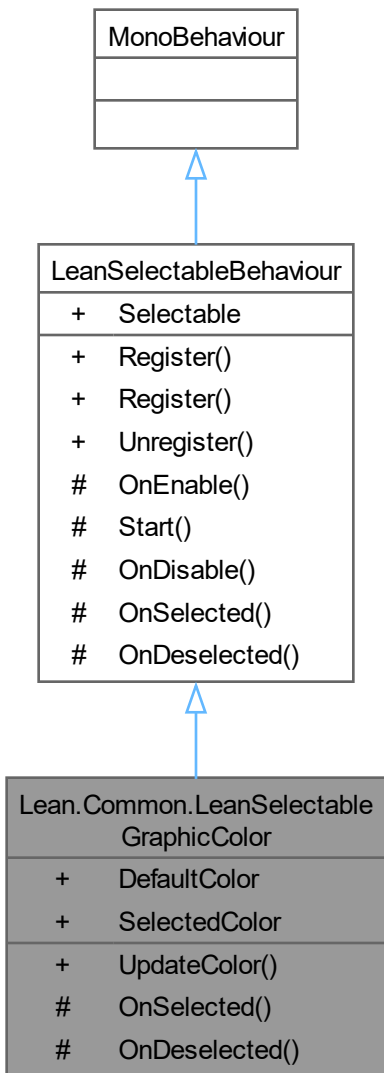 MonoBehaviour
LeanSelectableBehaviour
+ Selectable
+ Register()
+ Register()
+ Unregister()
# OnEnable()
# Start()
# OnDisable()
# OnSelected()
# OnDeselected()
Lean.Common.LeanSelectable
GraphicColor
+ DefaultColor
+ SelectedColor
+ UpdateColor()
# OnSelected()
# OnDeselected()